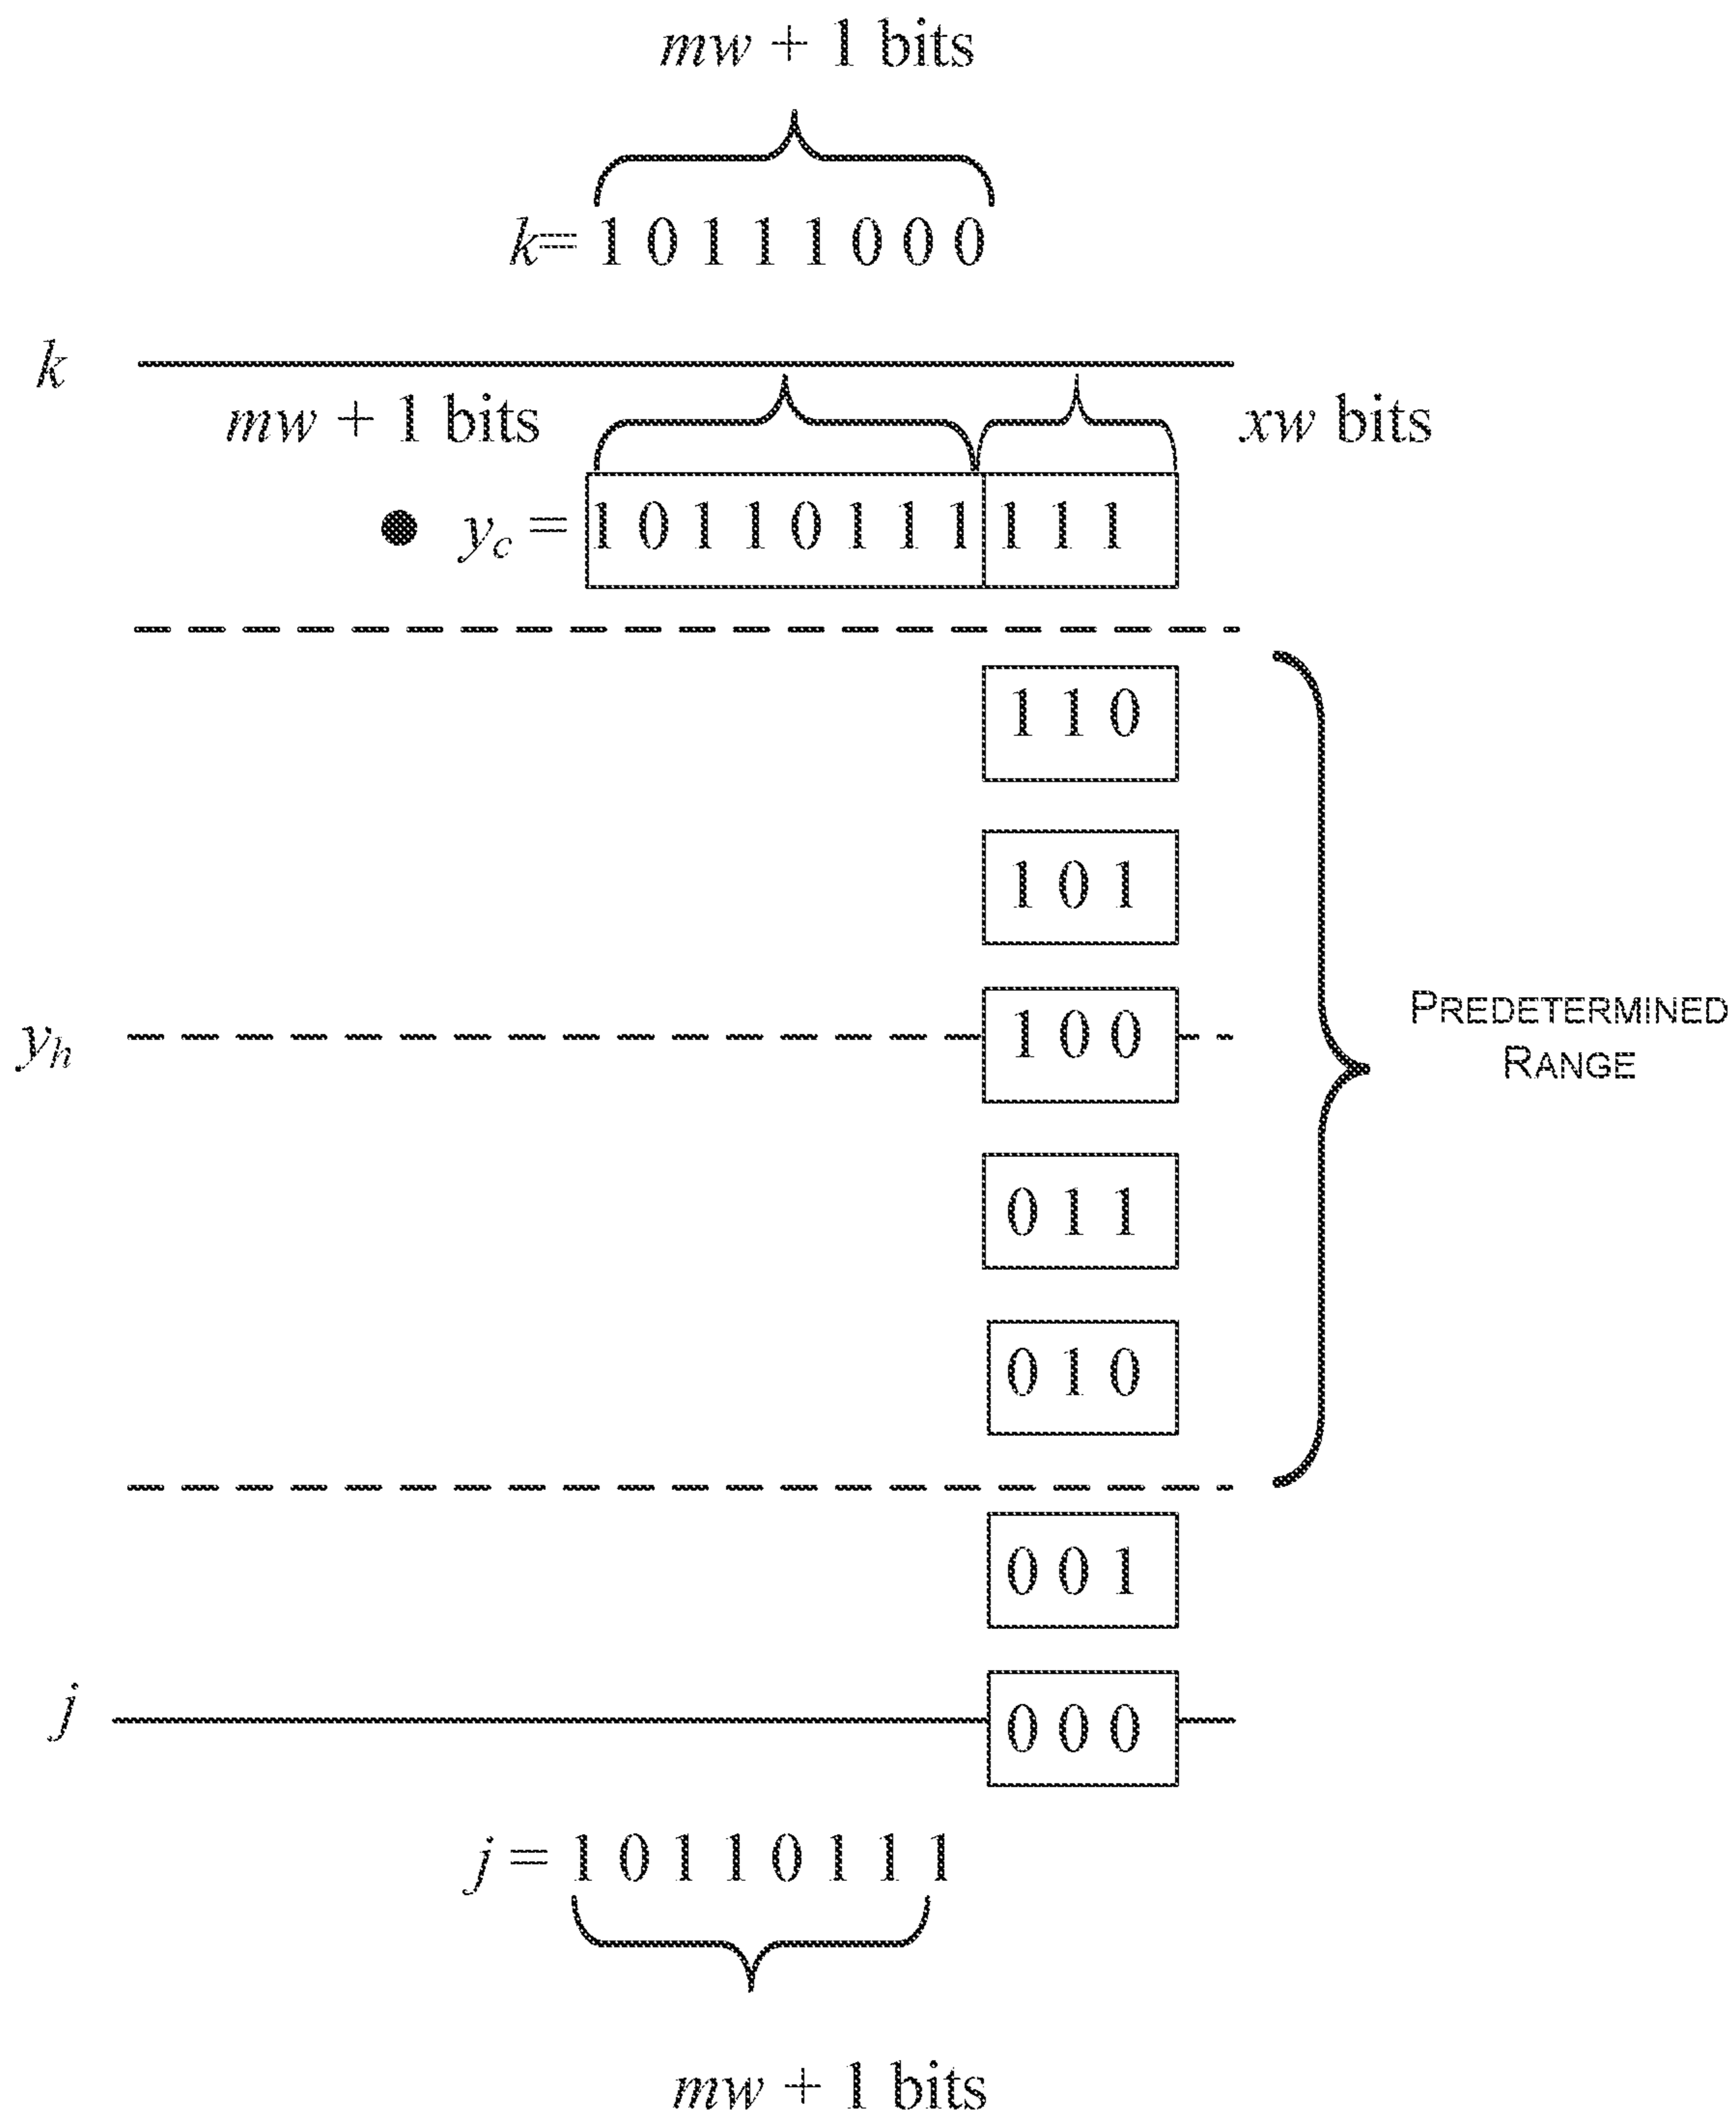 mw + 1 bits
k= 1 0 1 1 1 0 0 0
k
mw + 1 bits
xw bits
● y_c = 1 0 1 1 0 1 1 1 1 1 1
1 1 0
1 0 1
y_h
1 0 0
PREDETERMINED
RANGE
0 1 1
0 1 0
0 0 1
j
0 0 0
j = 1 0 1 1 0 1 1 1
mw + 1 bits